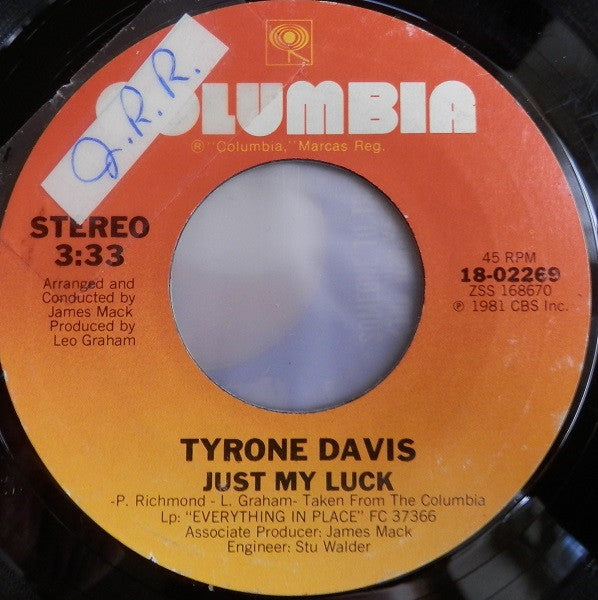 COLUMBIA
® "Columbia," Marcas Reg.
J.R.R.
STEREO
3:33
Arranged and
Conducted by
James Mack
Produced by
Leo Graham
45 RPM
18-02269
ZSS 168670
℗ 1981 CBS Inc.
TYRONE DAVIS
JUST MY LUCK
-P. Richmond - L. Graham- Taken From The Columbia
Lp: "EVERYTHING IN PLACE" FC 37366
Associate Producer: James Mack
Engineer: Stu Walder